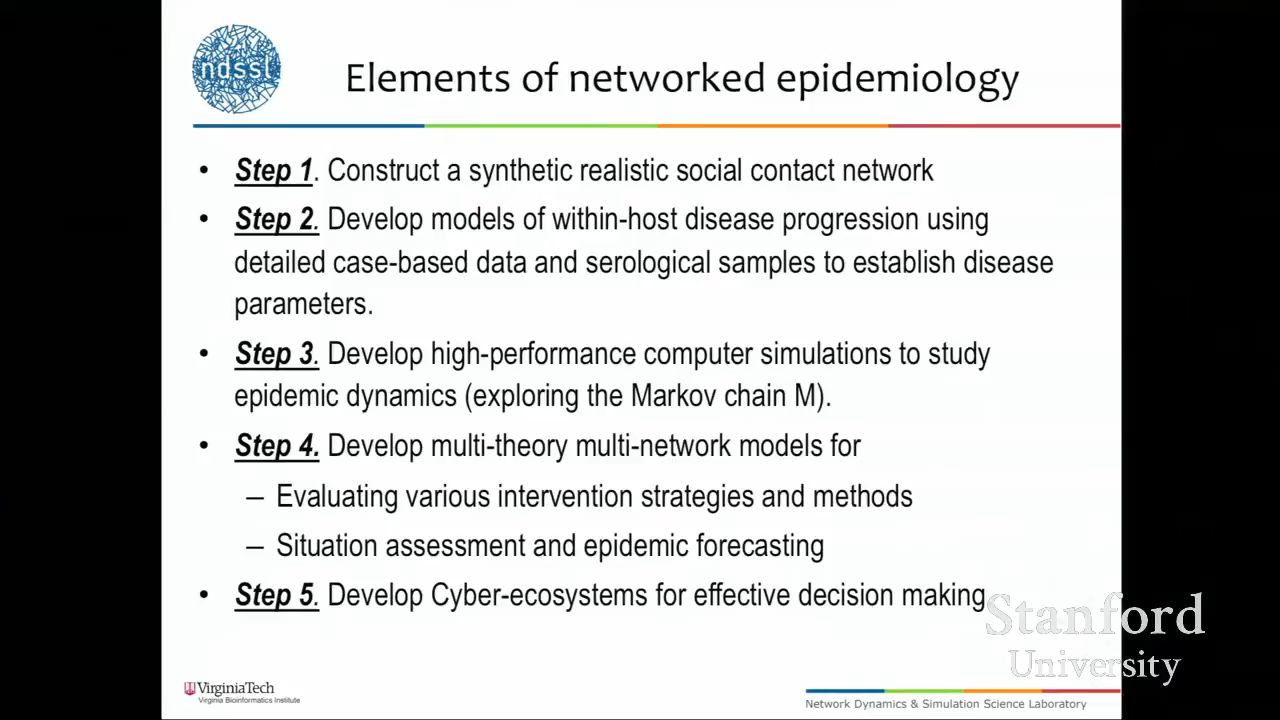 ndssl
Elements of networked epidemiology
• Step 1. Construct a synthetic realistic social contact network
• Step 2. Develop models of within-host disease progression using
detailed case-based data and serological samples to establish disease
parameters.
• Step 3. Develop high-performance computer simulations to study
epidemic dynamics (exploring the Markov chain M).
• Step 4. Develop multi-theory multi-network models for
– Evaluating various intervention strategies and methods
– Situation assessment and epidemic forecasting
• Step 5. Develop Cyber-ecosystems for effective decision making
Stanford
University
VirginiaTech
Virginia Bioinformatics Institute
Network Dynamics & Simulation Science Laboratory